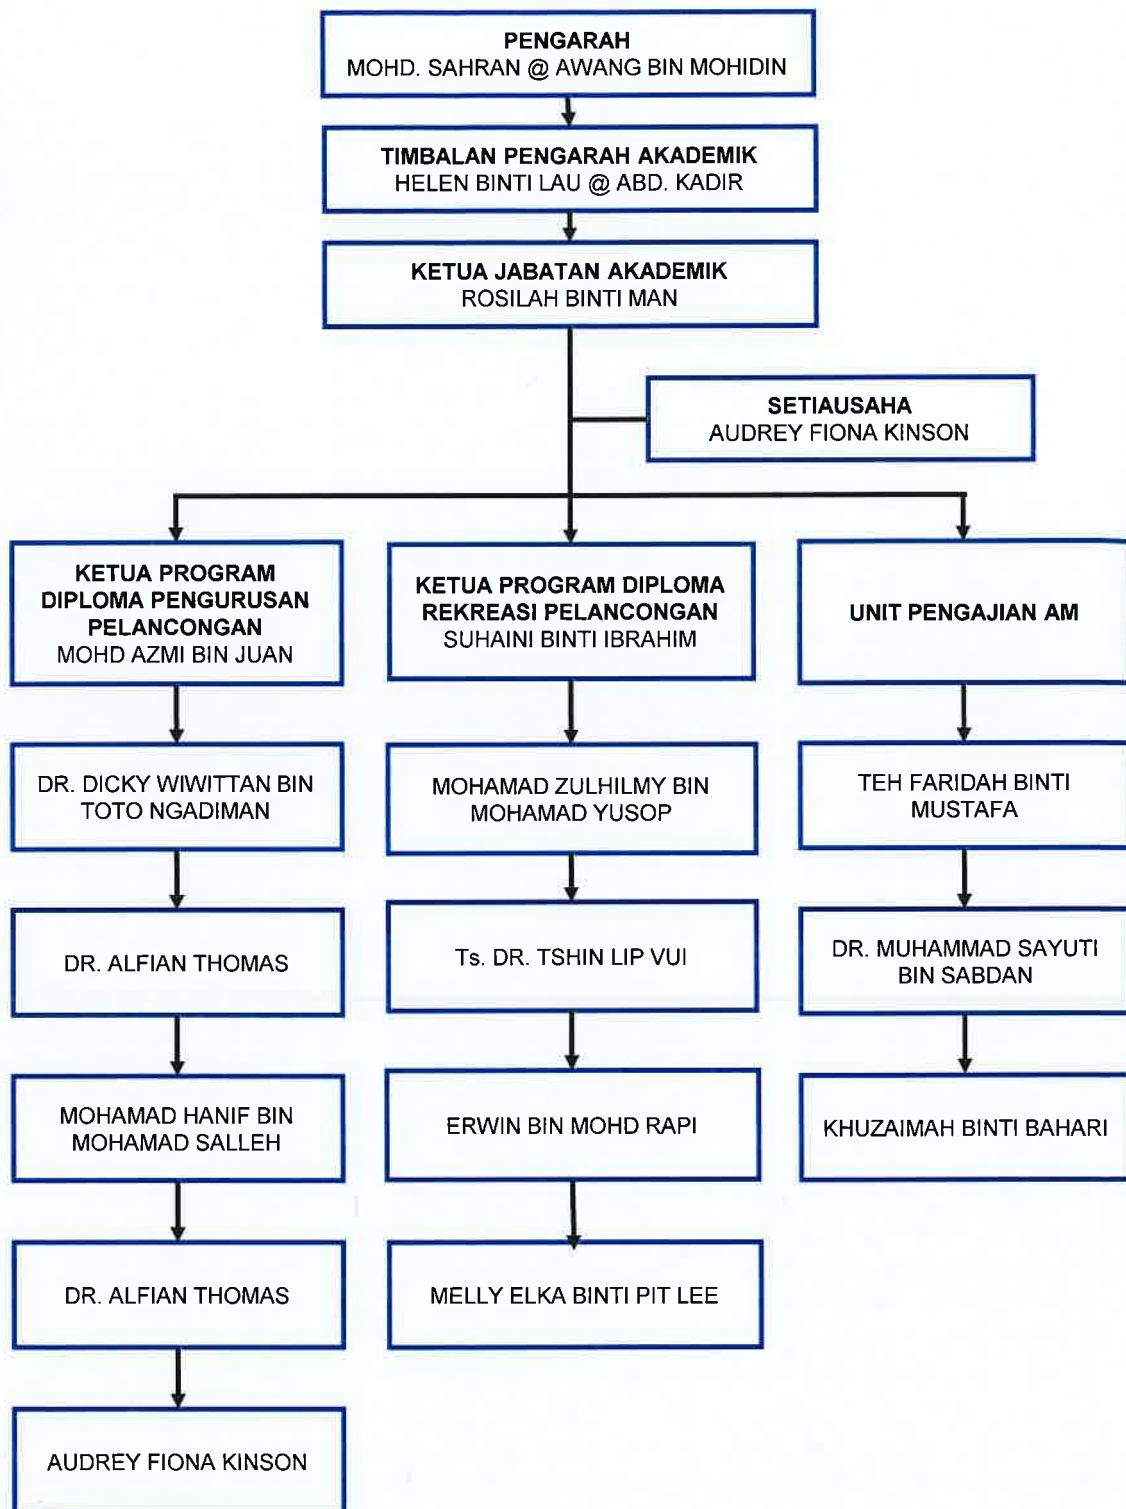 PENGARAH
MOHD. SAHRAN @ AWANG BIN MOHIDIN
TIMBALAN PENGARAH AKADEMIK
HELEN BINTI LAU @ ABD. KADIR
KETUA JABATAN AKADEMIK
ROSILAH BINTI MAN
SETIAUSAHA
AUDREY FIONA KINSON
KETUA PROGRAM
DIPLOMA PENGURUSAN
PELANCONGAN
MOHD AZMI BIN JUAN
DR. DICKY WIWITTAN BIN
TOTO NGADIMAN
DR. ALFIAN THOMAS
MOHAMAD HANIF BIN
MOHAMAD SALLEH
DR. ALFIAN THOMAS
AUDREY FIONA KINSON
KETUA PROGRAM DIPLOMA
REKREASI PELANCONGAN
SUHAINI BINTI IBRAHIM
MOHAMAD ZULHILMY BIN
MOHAMAD YUSOP
Ts. DR. TSHIN LIP VUI
ERWIN BIN MOHD RAPI
MELLY ELKA BINTI PIT LEE
UNIT PENGAJIAN AM
TEH FARIDAH BINTI
MUSTAFA
DR. MUHAMMAD SAYUTI
BIN SABDAN
KHUZAIMAH BINTI BAHARI